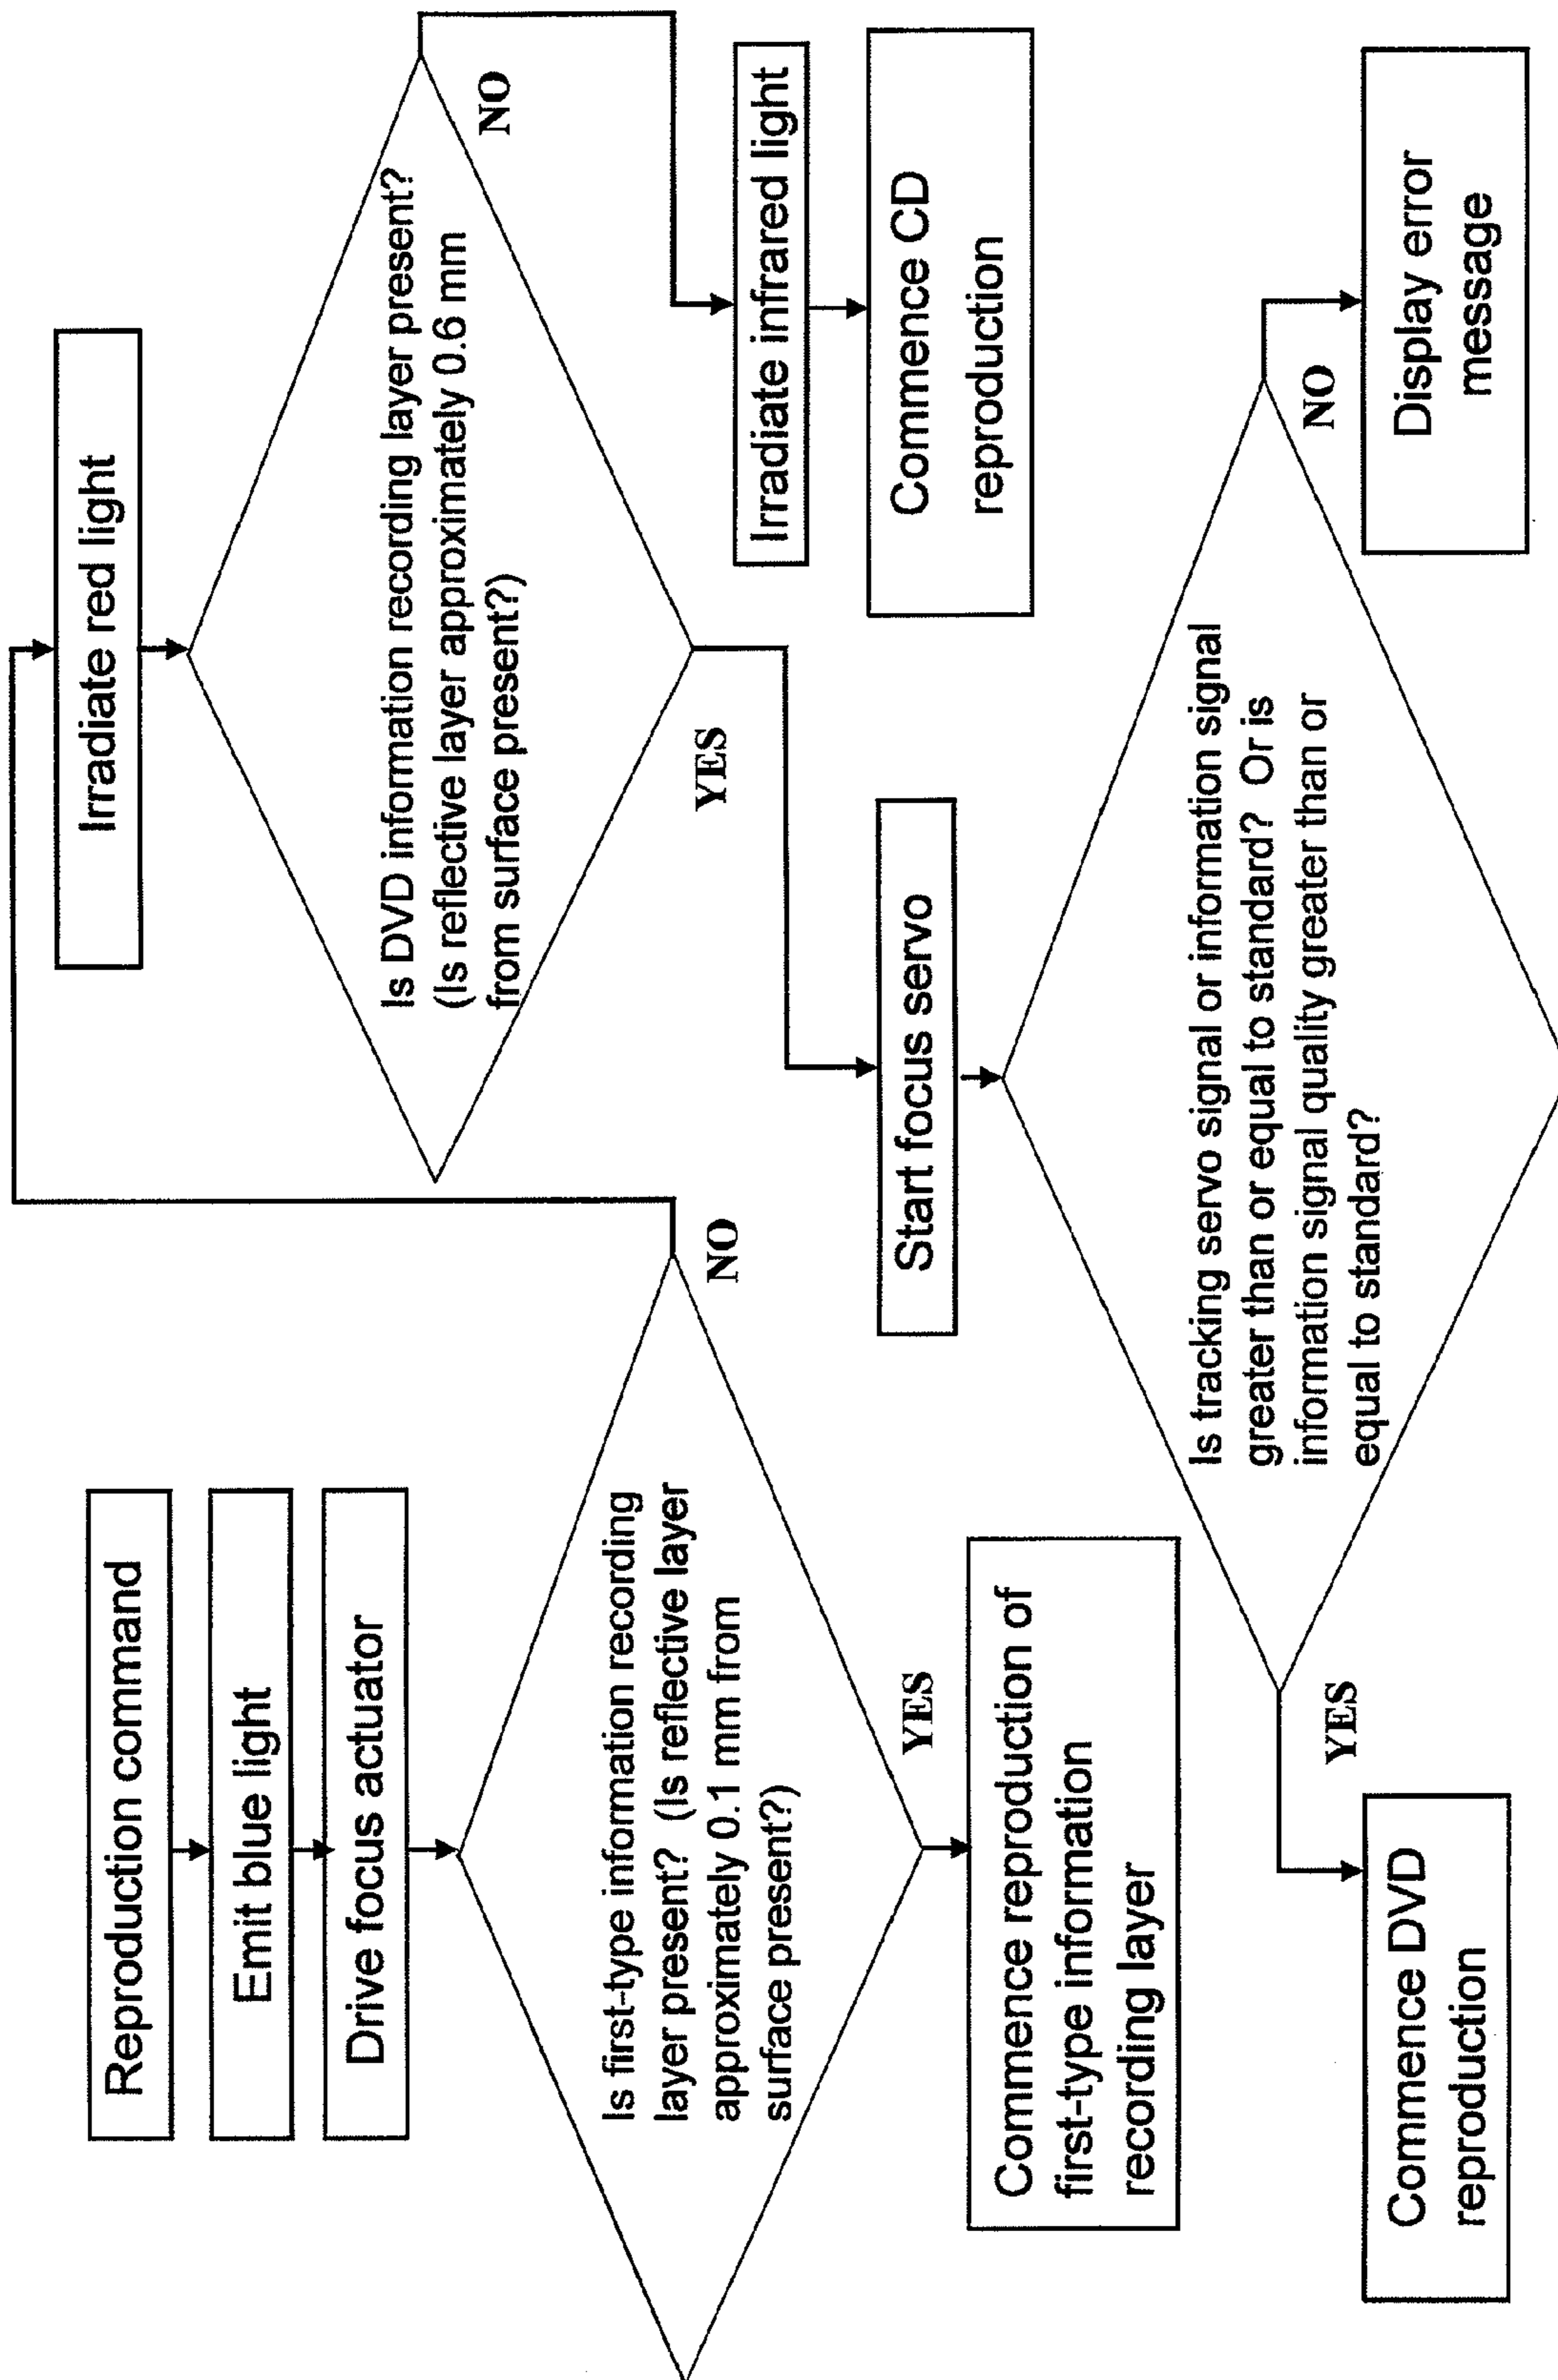 Reproduction command
Emit blue light
Drive focus actuator
Is first-type information recording
layer present? (Is reflective layer
approximately 0.1 mm from
surface present?)
NO
YES
Commence reproduction of
first-type information
recording layer
Irradiate red light
Is DVD information recording layer present?
(Is reflective layer approximately 0.6 mm
from surface present?)
NO
YES
Irradiate infrared light
Commence CD
reproduction
Start focus servo
Is tracking servo signal or information signal
greater than or equal to standard? Or is
information signal quality greater than or
equal to standard?
YES
NO
Commence DVD
reproduction
Display error
message